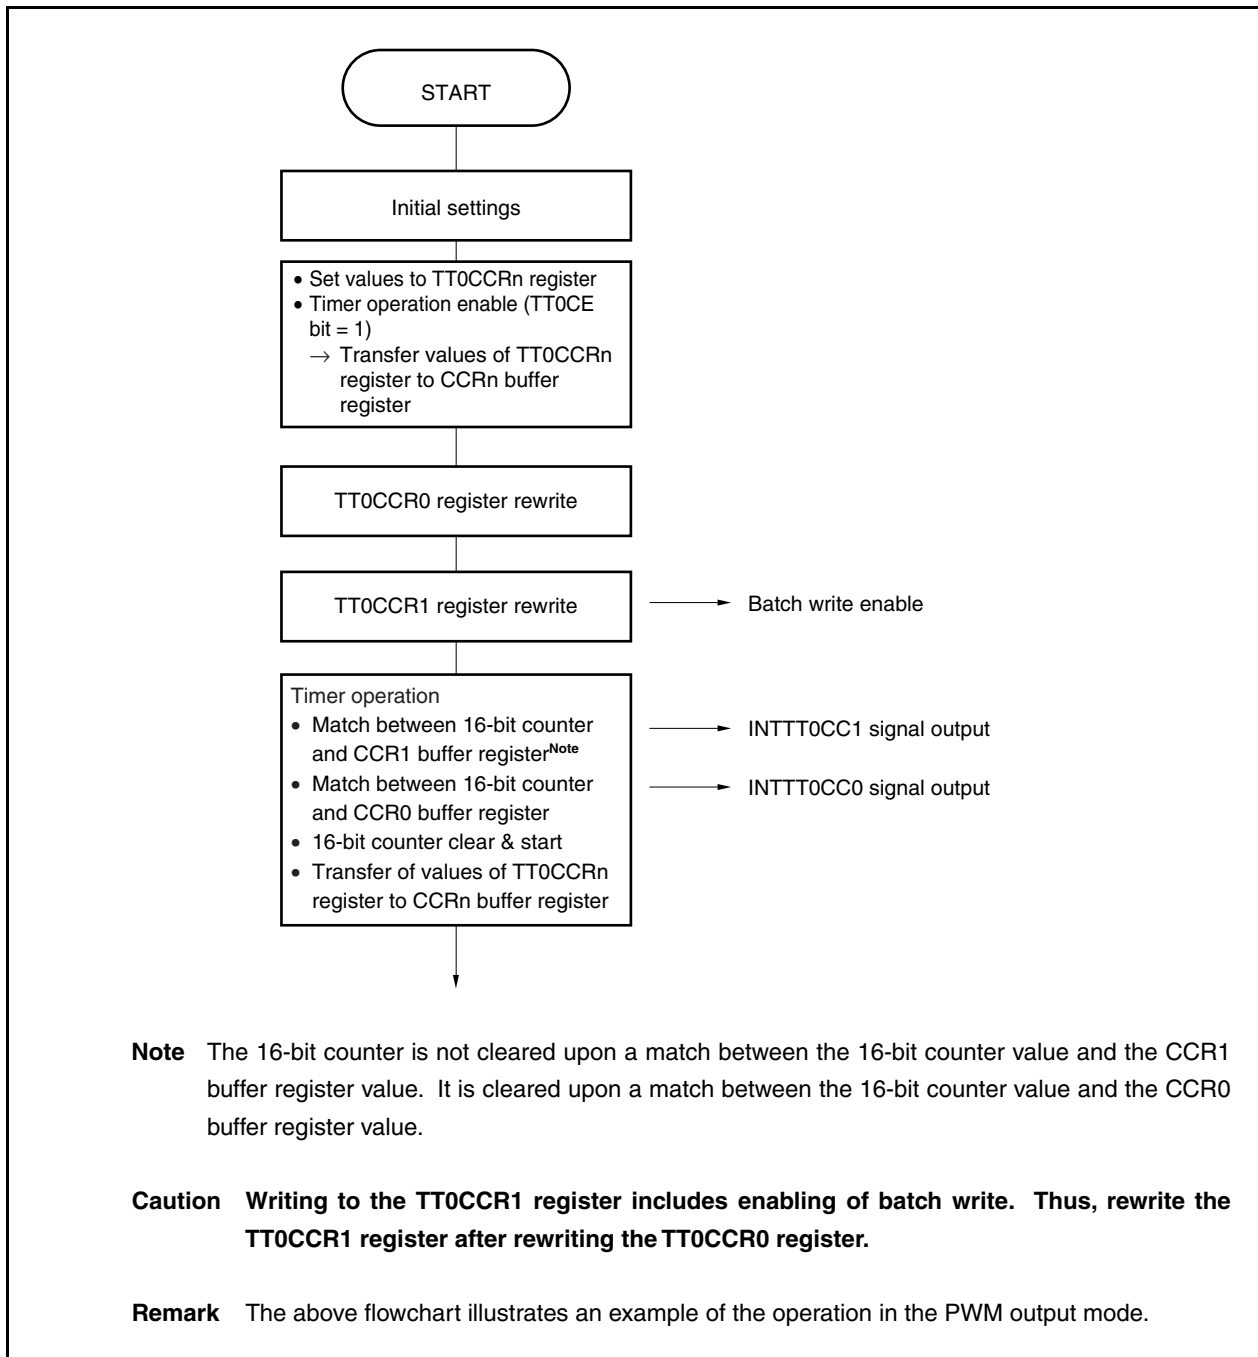 START
Initial settings
• Set values to TT0CCRn register
• Timer operation enable (TT0CE
bit = 1)
→ Transfer values of TT0CCRn
register to CCRn buffer
register
TT0CCR0 register rewrite
TT0CCR1 register rewrite
Batch write enable
Timer operation
• Match between 16-bit counter
and CCR1 buffer registerNote
INTTT0CC1 signal output
• Match between 16-bit counter
and CCR0 buffer register
INTTT0CC0 signal output
• 16-bit counter clear & start
• Transfer of values of TT0CCRn
register to CCRn buffer register
Note The 16-bit counter is not cleared upon a match between the 16-bit counter value and the CCR1
buffer register value. It is cleared upon a match between the 16-bit counter value and the CCR0
buffer register value.
Caution Writing to the TT0CCR1 register includes enabling of batch write. Thus, rewrite the
TT0CCR1 register after rewriting the TT0CCR0 register.
Remark The above flowchart illustrates an example of the operation in the PWM output mode.